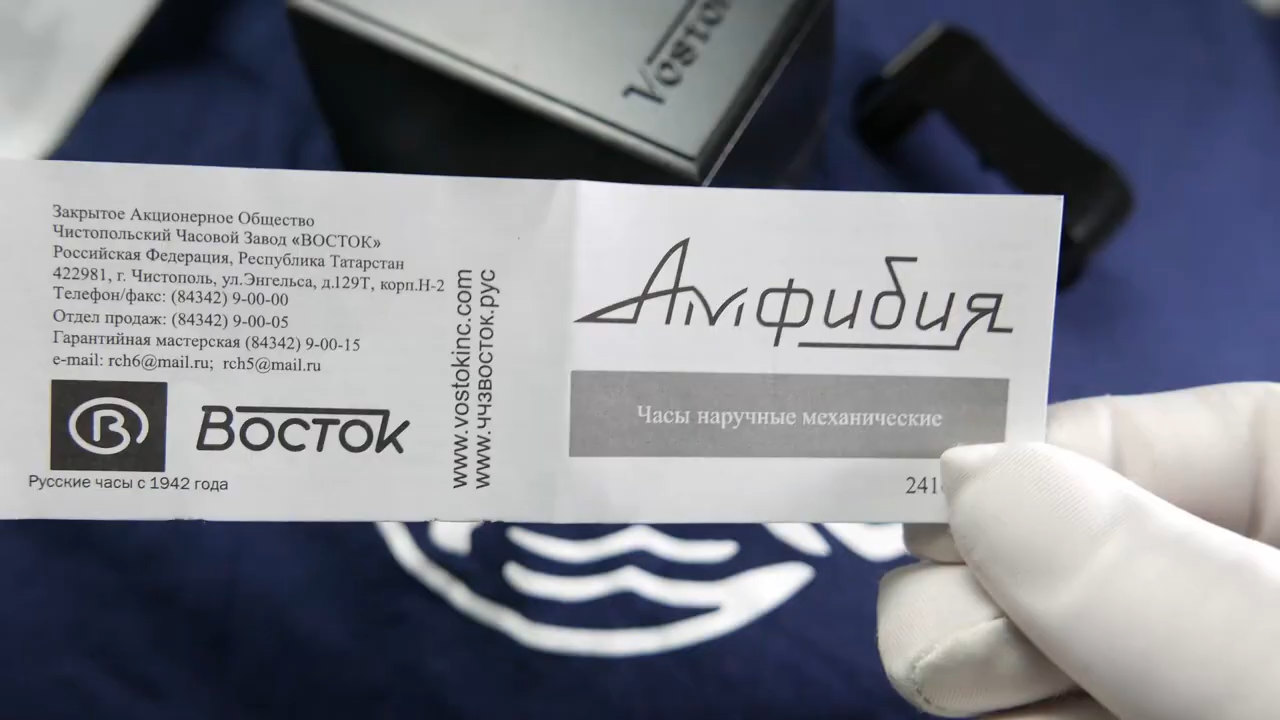 Vosto
Закрытое Акционерное Общество
Чистопольский Часовой Завод «ВОСТОК»
Российская Федерация, Республика Татарстан
422981, г. Чистополь, ул.Энгельса, д.129Т, корп.Н-2
Телефон/факс: (84342) 9-00-00
Отдел продаж: (84342) 9-00-05
Гарантийная мастерская (84342) 9-00-15
e-mail: rch6@mail.ru; rch5@mail.ru
В
Восток
Русские часы с 1942 года
www.vostokinc.com
www.ччзвосток.рус
Амфибия
Часы наручные механические
241